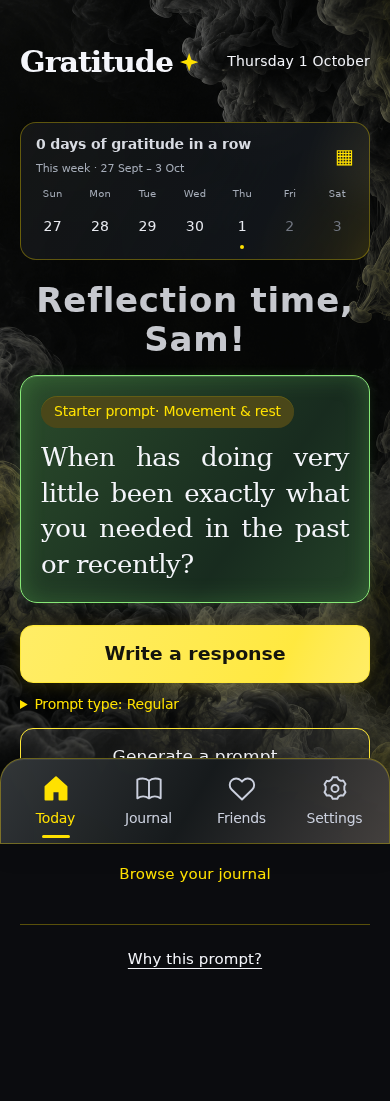 Gratitude
Thursday 1 October
0 days of gratitude in a row
This week · 27 Sept – 3 Oct
Sun Mon Tue Wed Thu Fri Sat
27 28 29 30 1 2 3
Reflection time,
Sam!
Starter prompt· Movement & rest
When has doing very
little been exactly what
you needed in the past
or recently?
Write a response
Prompt type: Regular
Generate a prompt
Today Journal Friends Settings
Browse your journal
Why this prompt?